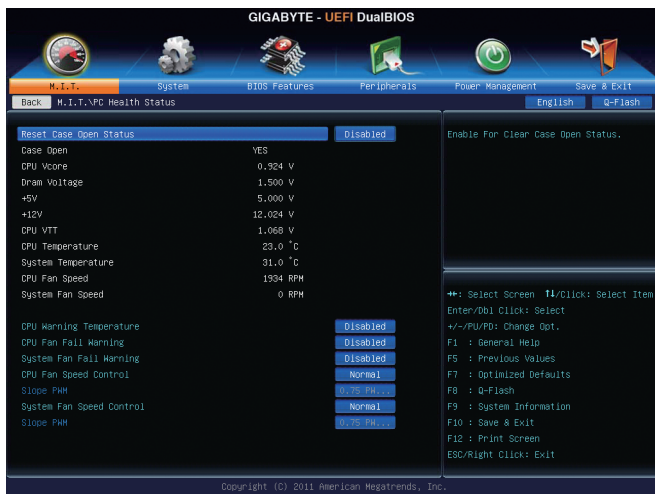 GIGABYTE - UEFI DualBIOS
M.I.T. System BIOS Features Peripherals Power Management Save & Exit
Back M.I.T.\PC Health Status English Q-Flash
Reset Case Open Status Disabled Enable For Clear Case Open Status.
Case Open YES
CPU Vcore 0.924 V
Dram Voltage 1.500 V
+5V 5.000 V
+12V 12.024 V
CPU VTT 1.068 V
CPU Temperature 23.0 °C
System Temperature 31.0 °C
CPU Fan Speed 1934 RPM
System Fan Speed 0 RPM
CPU Warning Temperature Disabled
CPU Fan Fail Warning Disabled
System Fan Fail Warning Disabled
CPU Fan Speed Control Normal
Slope PWM 0.75 PW...
System Fan Speed Control Normal
Slope PWM 0.75 PW...
→←: Select Screen ↑↓/Click: Select Item
Enter/Dbl Click: Select
+/-/PU/PD: Change Opt.
F1 : General Help
F5 : Previous Values
F7 : Optimized Defaults
F8 : Q-Flash
F9 : System Information
F10 : Save & Exit
F12 : Print Screen
ESC/Right Click: Exit
Copyright (C) 2011 American Megatrends, Inc.